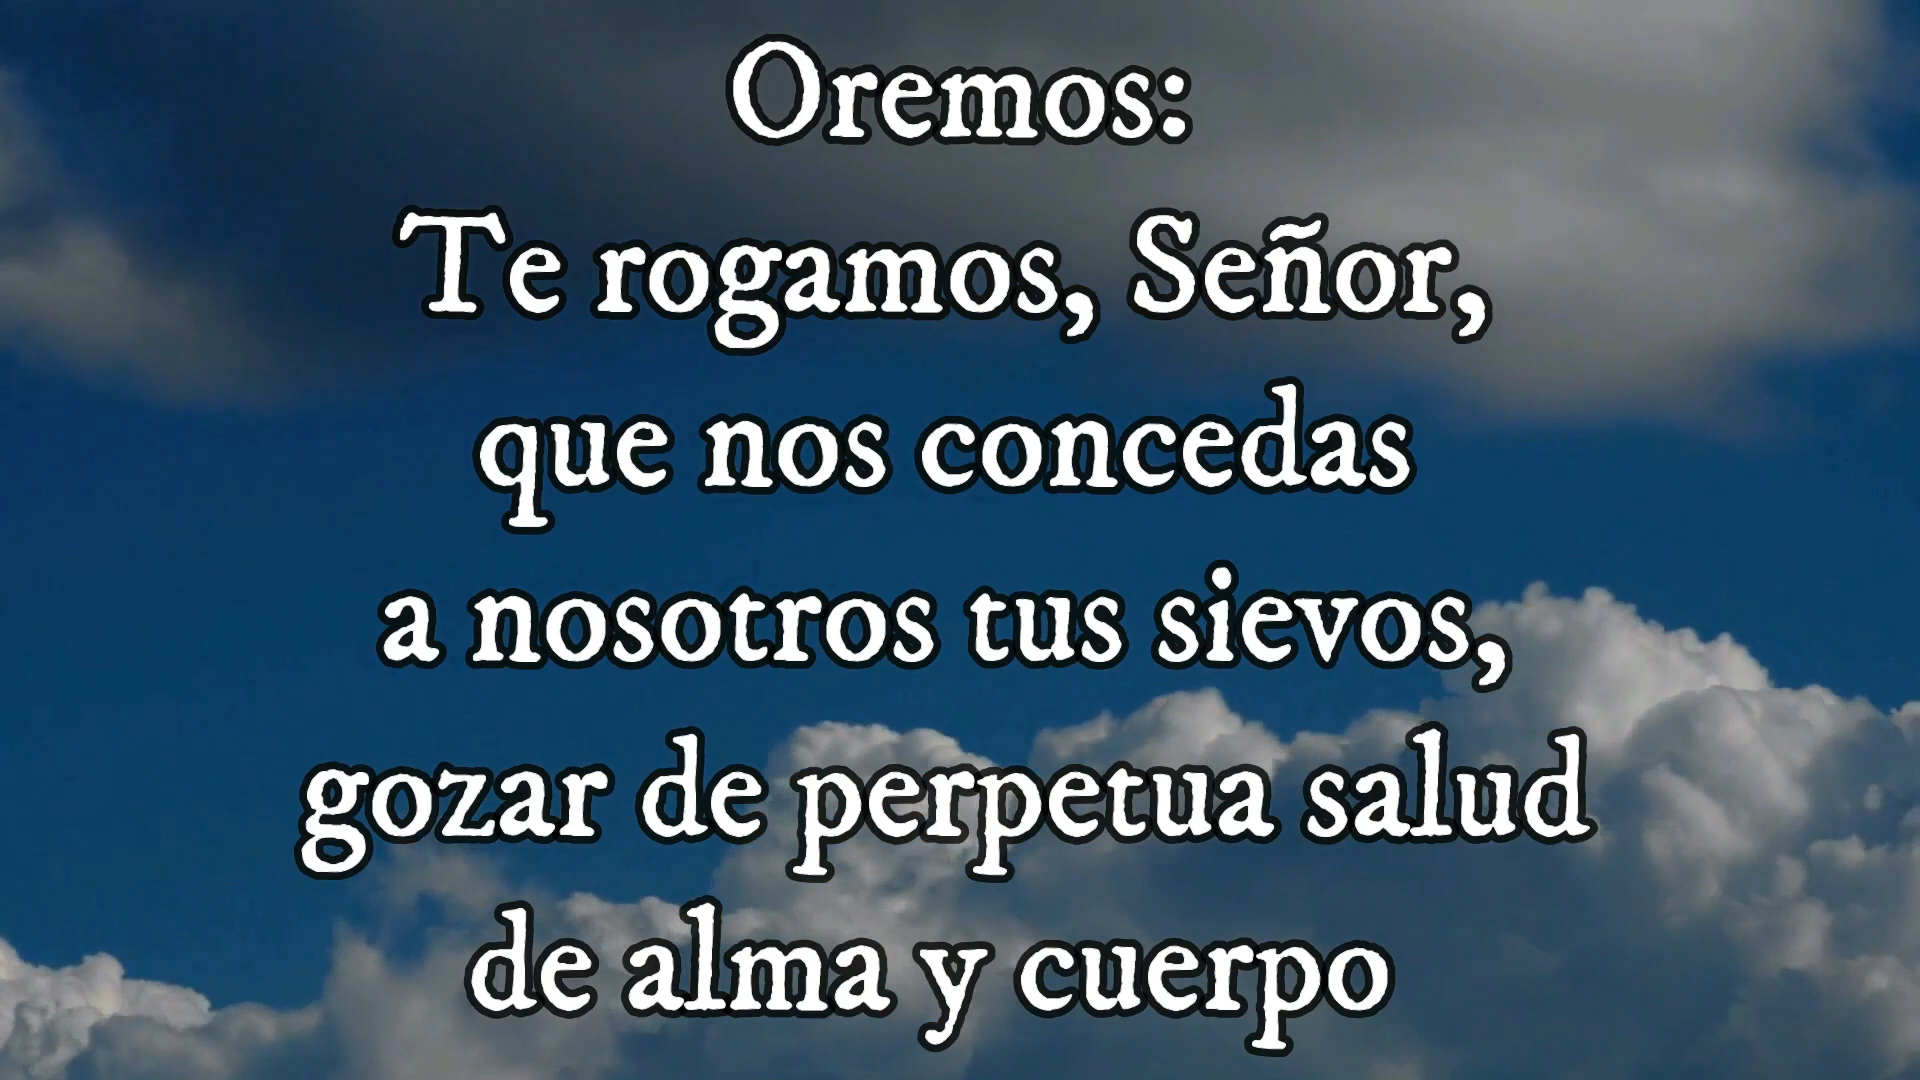 Oremos:
Te rogamos, Señor,
que nos concedas
a nosotros tus sievos,
gozar de perpetua salud
de alma y cuerpo